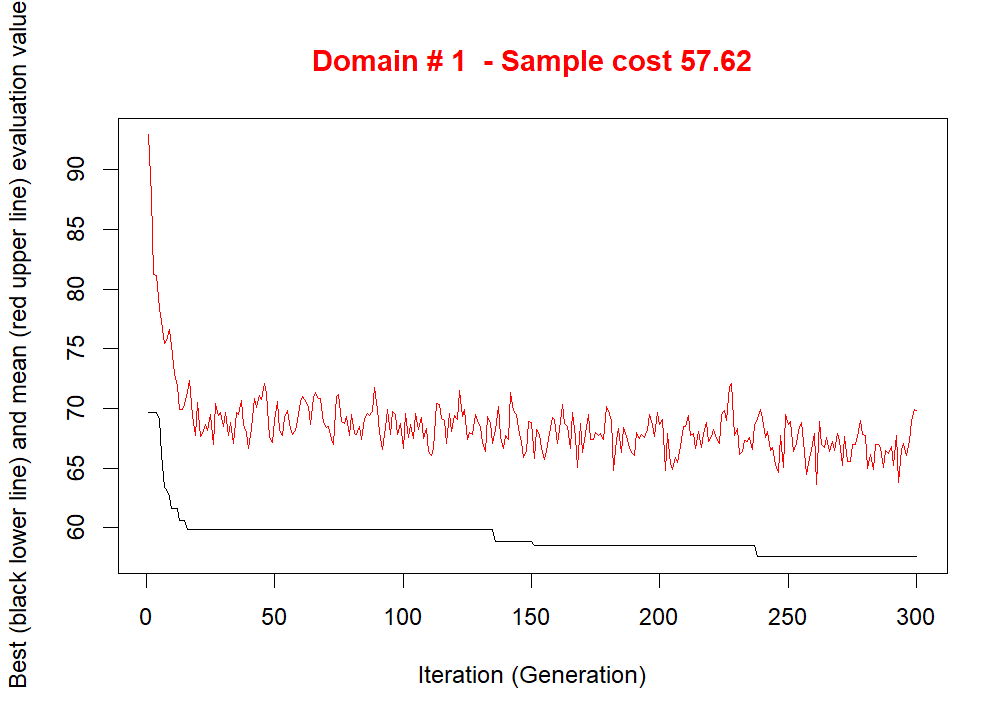 Domain # 1  - Sample cost 57.62
Best (black lower line) and mean (red upper line) evaluation value
90
85
80
75
70
65
60
0 50 100 150 200 250 300
Iteration (Generation)